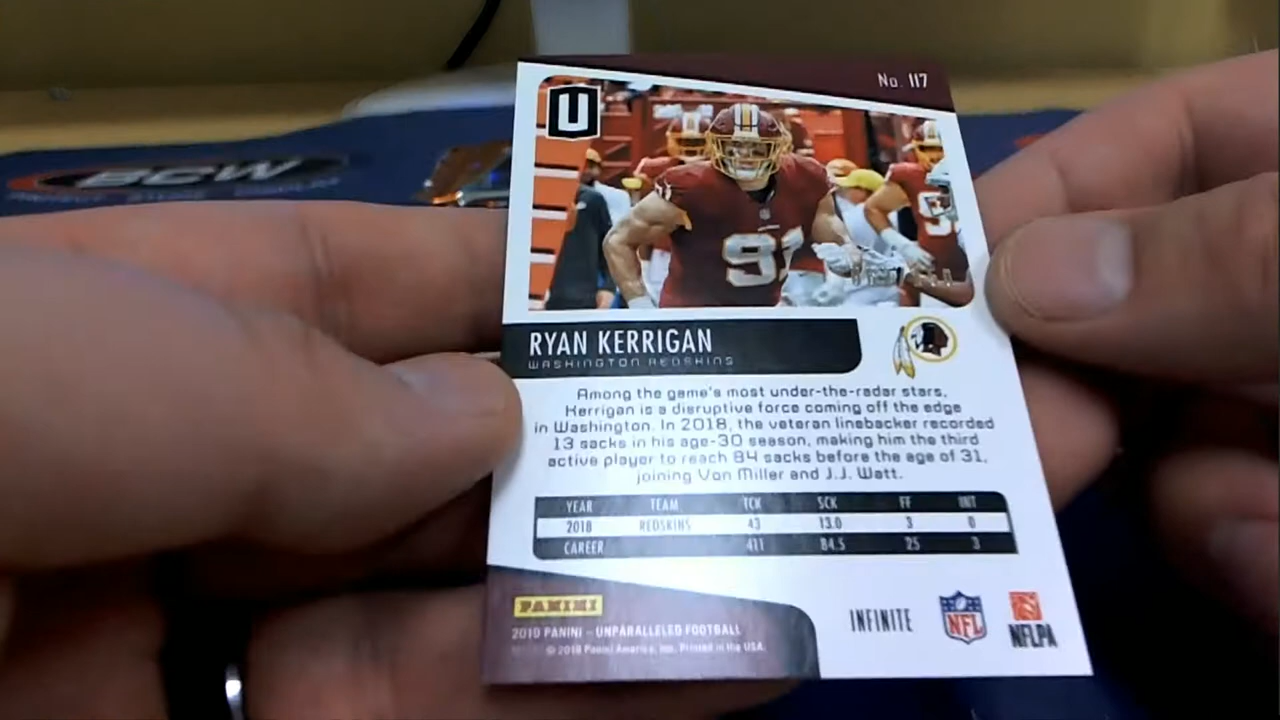 No. 117
U
BCW
91
RYAN KERRIGAN
WASHINGTON REDSKINS
Among the game's most under-the-radar stars,
Kerrigan is a disruptive force coming off the edge
in Washington. In 2018, the veteran linebacker recorded
13 sacks in his age-30 season, making him the third
active player to reach 84 sacks before the age of 31,
joining Von Miller and J.J. Watt.
YEAR TEAM TCK SCK FF INT
2018 REDSKINS 43 13.0 3 0
CAREER 411 84.5 25 3
PANINI
INFINITE
NFL
NFLPA
2019 PANINI – UNPARALLELED FOOTBALL
© 2019 Panini America, Inc. Printed in the USA.